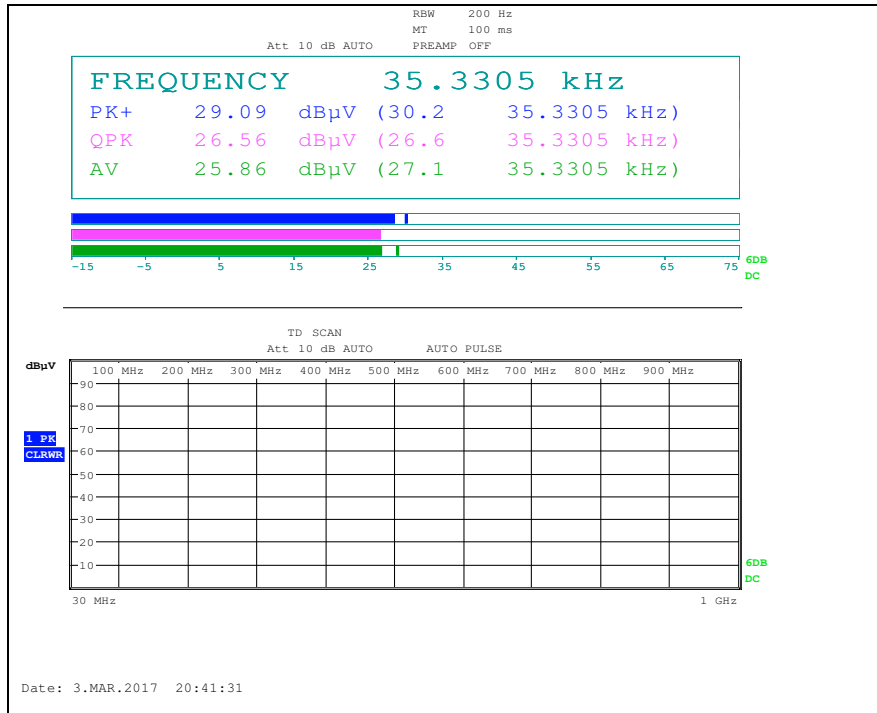 RBW 200 Hz
MT 100 ms
Att 10 dB AUTO PREAMP OFF
FREQUENCY 35.3305 kHz
PK+ 29.09 dBµV (30.2 35.3305 kHz)
QPK 26.56 dBµV (26.6 35.3305 kHz)
AV 25.86 dBµV (27.1 35.3305 kHz)
-15 -5 5 15 25 35 45 55 65 75
6DB
DC
TD SCAN
Att 10 dB AUTO AUTO PULSE
dBµV
100 MHz 200 MHz 300 MHz 400 MHz 500 MHz 600 MHz 700 MHz 800 MHz 900 MHz
90
80
70
1 PK
CLRWR
60
50
40
30
20
10
6DB
DC
30 MHz 1 GHz
Date: 3.MAR.2017 20:41:31